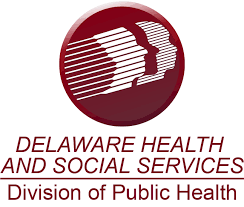 DELAWARE HEALTH
AND SOCIAL SERVICES
Division of Public Health